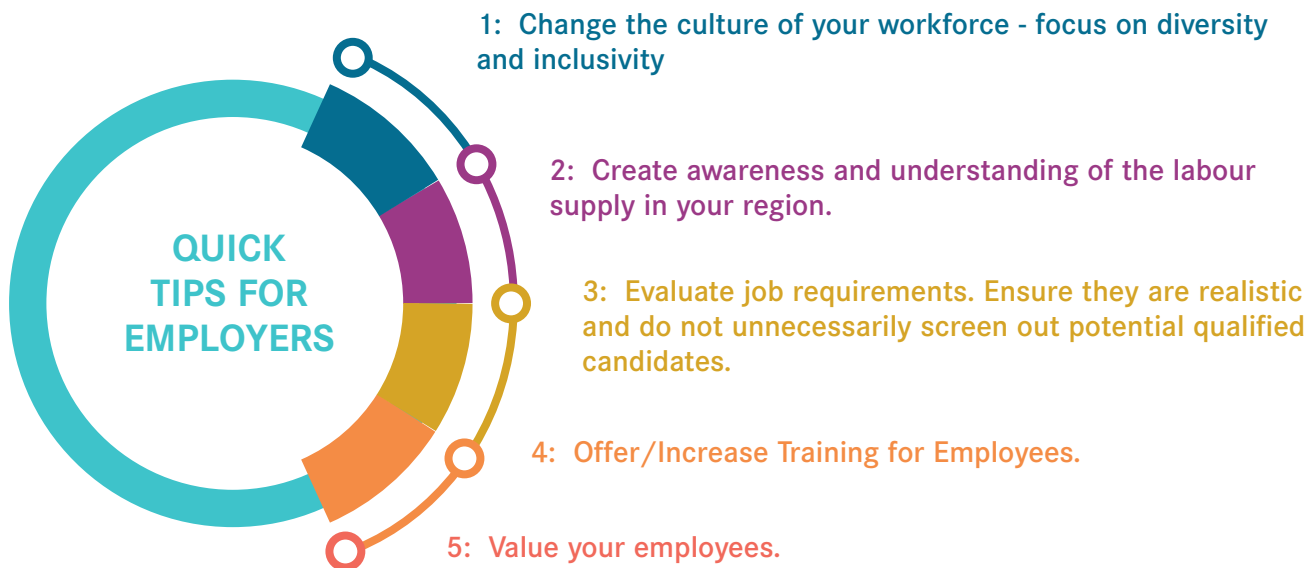 1: Change the culture of your workforce - focus on diversity
and inclusivity
2: Create awareness and understanding of the labour
supply in your region.
QUICK
TIPS FOR
EMPLOYERS
3: Evaluate job requirements. Ensure they are realistic
and do not unnecessarily screen out potential qualified
candidates.
4: Offer/Increase Training for Employees.
5: Value your employees.